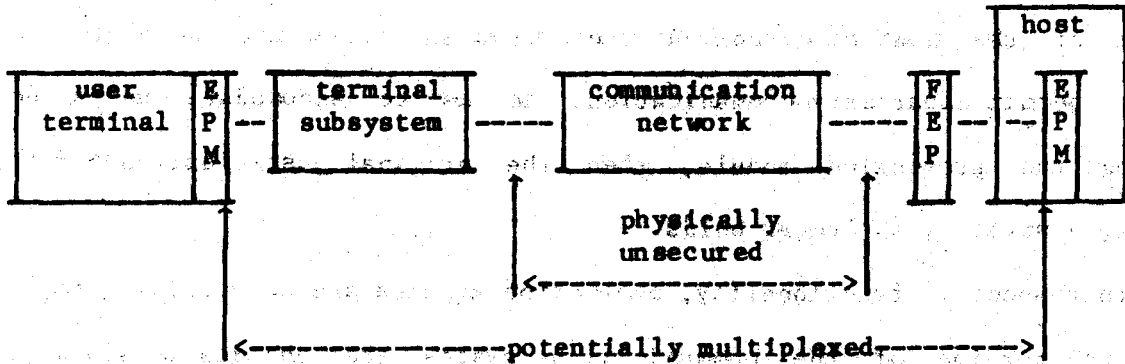 host
user terminal
E P M
terminal subsystem
communication network
F E P
E P M
physically unsecured
potentially multiplexed